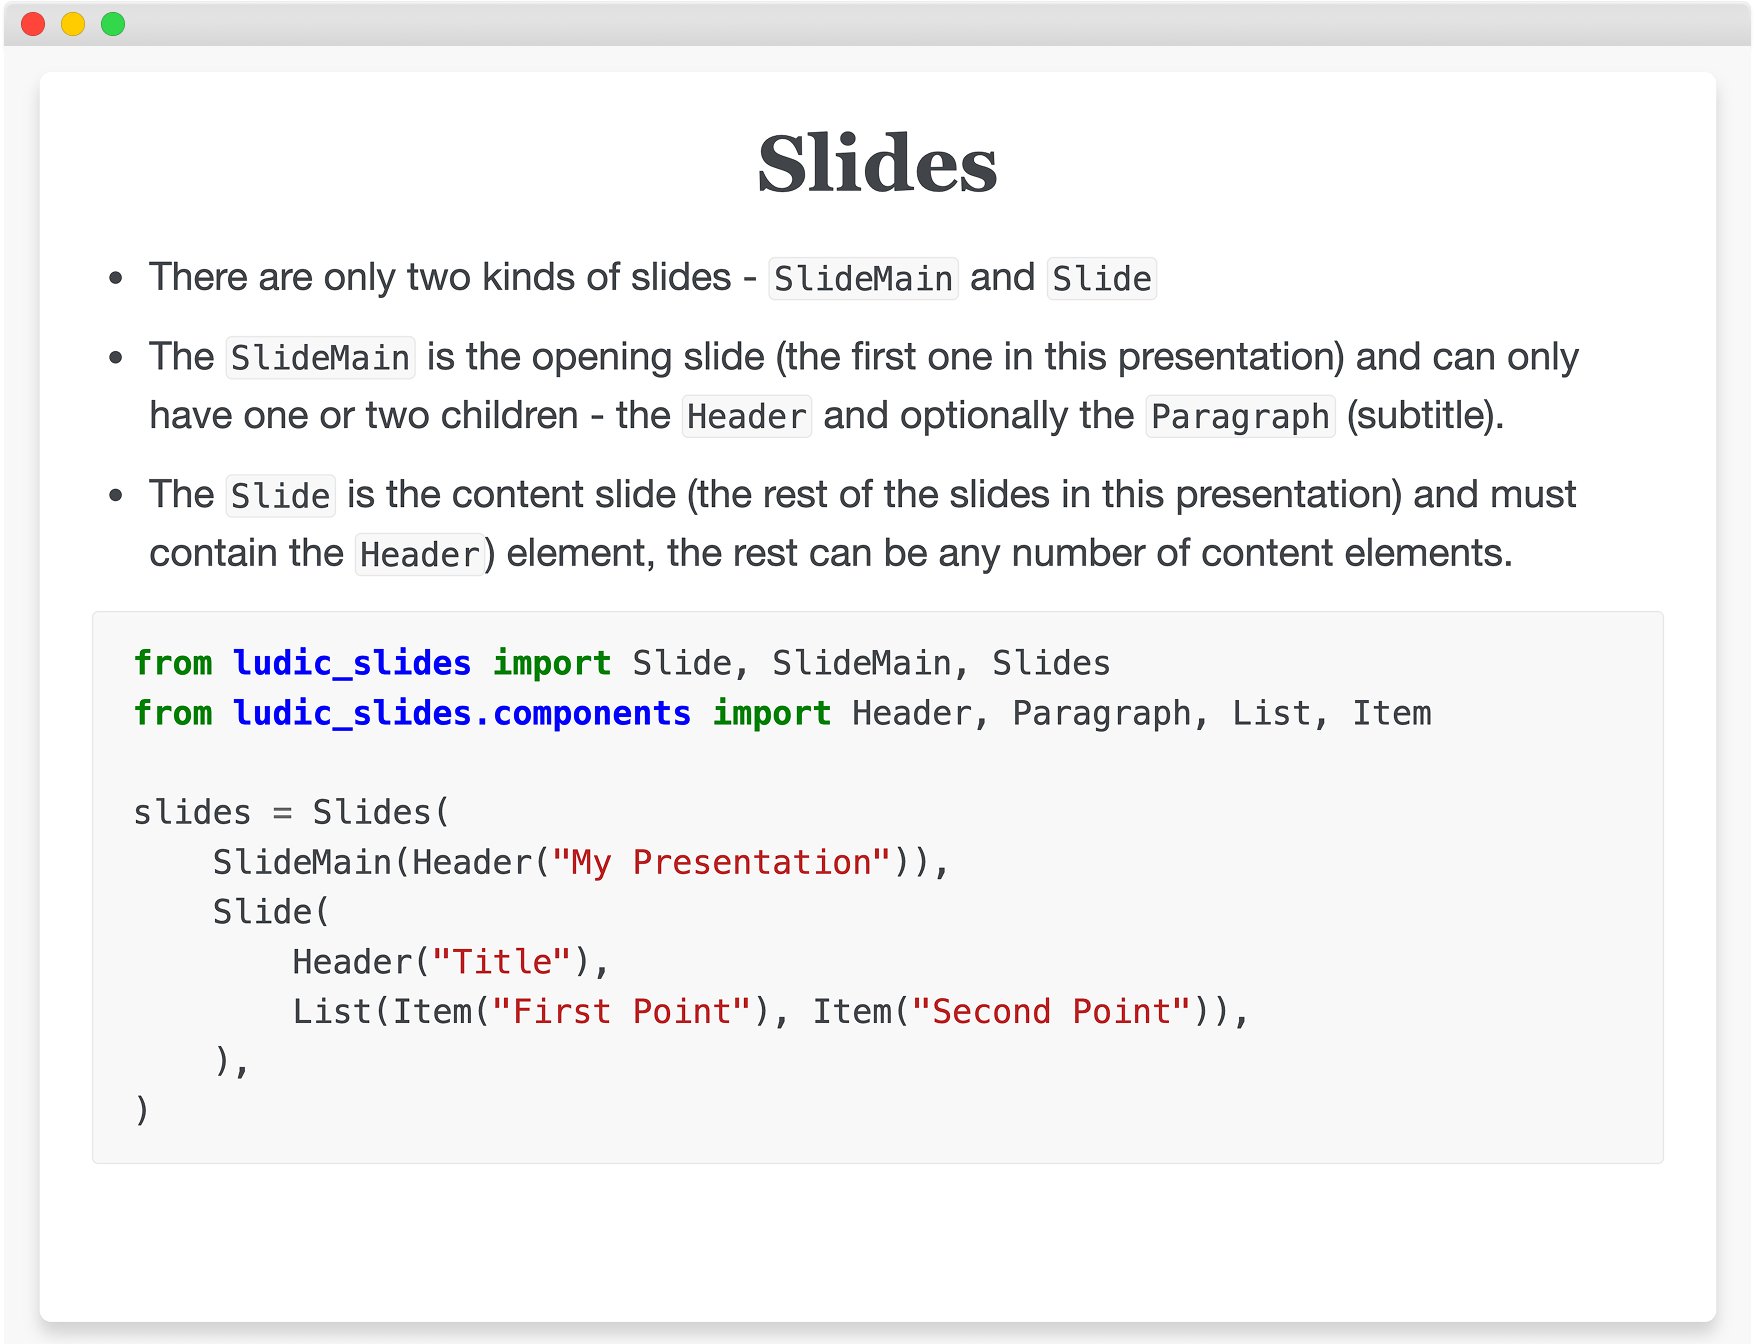 Slides
• There are only two kinds of slides - SlideMain and Slide
• The SlideMain is the opening slide (the first one in this presentation) and can only
have one or two children - the Header and optionally the Paragraph (subtitle).
• The Slide is the content slide (the rest of the slides in this presentation) and must
contain the Header) element, the rest can be any number of content elements.
from ludic_slides import Slide, SlideMain, Slides
from ludic_slides.components import Header, Paragraph, List, Item

slides = Slides(
    SlideMain(Header("My Presentation")),
    Slide(
        Header("Title"),
        List(Item("First Point"), Item("Second Point")),
    ),
)